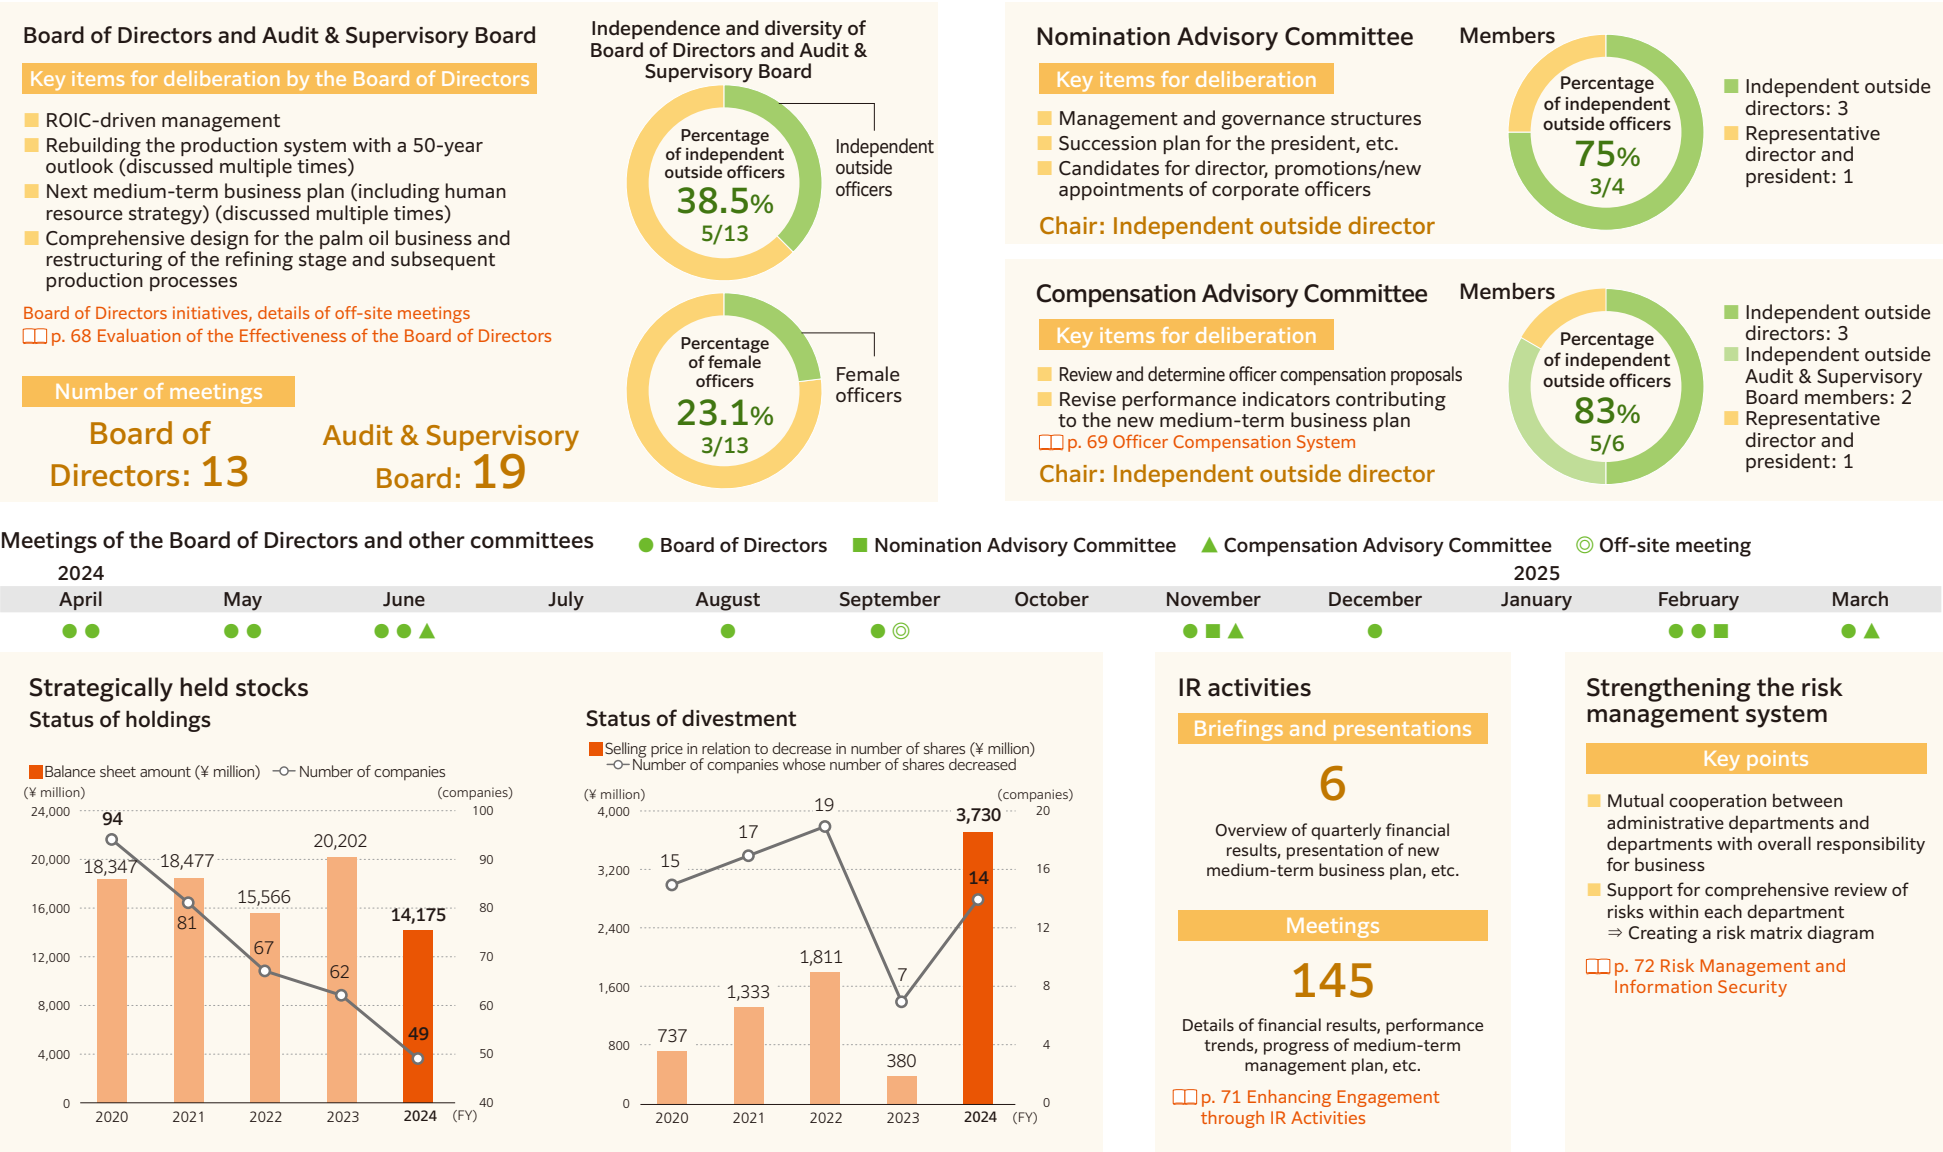 Board of Directors and Audit & Supervisory Board
Key items for deliberation by the Board of Directors
ROIC-driven management
Rebuilding the production system with a 50-year
outlook (discussed multiple times)
Next medium-term business plan (including human
resource strategy) (discussed multiple times)
Comprehensive design for the palm oil business and
restructuring of the refining stage and subsequent
production processes
Board of Directors initiatives, details of off-site meetings
p. 68 Evaluation of the Effectiveness of the Board of Directors
Number of meetings
Board of
Directors: 13
Audit & Supervisory
Board: 19
Independence and diversity of
Board of Directors and Audit &
Supervisory Board
Percentage
of independent
outside officers
38.5%
5/13
Independent
outside
officers
Percentage
of female
officers
23.1%
3/13
Female
officers
Nomination Advisory Committee
Key items for deliberation
Management and governance structures
Succession plan for the president, etc.
Candidates for director, promotions/new
appointments of corporate officers
Chair: Independent outside director
Members
Percentage
of independent
outside officers
75%
3/4
Independent outside
directors: 3
Representative
director and
president: 1
Compensation Advisory Committee
Key items for deliberation
Review and determine officer compensation proposals
Revise performance indicators contributing
to the new medium-term business plan
p. 69 Officer Compensation System
Chair: Independent outside director
Members
Percentage
of independent
outside officers
83%
5/6
Independent outside
directors: 3
Independent outside
Audit & Supervisory
Board members: 2
Representative
director and
president: 1
Meetings of the Board of Directors and other committees
Board of Directors
Nomination Advisory Committee
Compensation Advisory Committee
Off-site meeting
2024
2025
April
May
June
July
August
September
October
November
December
January
February
March
Strategically held stocks
Status of holdings
Balance sheet amount (¥ million)
Number of companies
(¥ million)
(companies)
24,000
20,000
16,000
12,000
8,000
4,000
0
100
90
80
70
60
50
40
94
81
67
62
49
18,347
18,477
15,566
20,202
14,175
2020
2021
2022
2023
2024
(FY)
Status of divestment
Selling price in relation to decrease in number of shares (¥ million)
Number of companies whose number of shares decreased
(¥ million)
(companies)
4,000
3,200
2,400
1,600
800
0
20
16
12
8
4
0
15
17
19
7
14
737
1,333
1,811
380
3,730
2020
2021
2022
2023
2024
(FY)
IR activities
Briefings and presentations
6
Overview of quarterly financial
results, presentation of new
medium-term business plan, etc.
Meetings
145
Details of financial results, performance
trends, progress of medium-term
management plan, etc.
p. 71 Enhancing Engagement
through IR Activities
Strengthening the risk
management system
Key points
Mutual cooperation between
administrative departments and
departments with overall responsibility
for business
Support for comprehensive review of
risks within each department
⇒ Creating a risk matrix diagram
p. 72 Risk Management and
Information Security